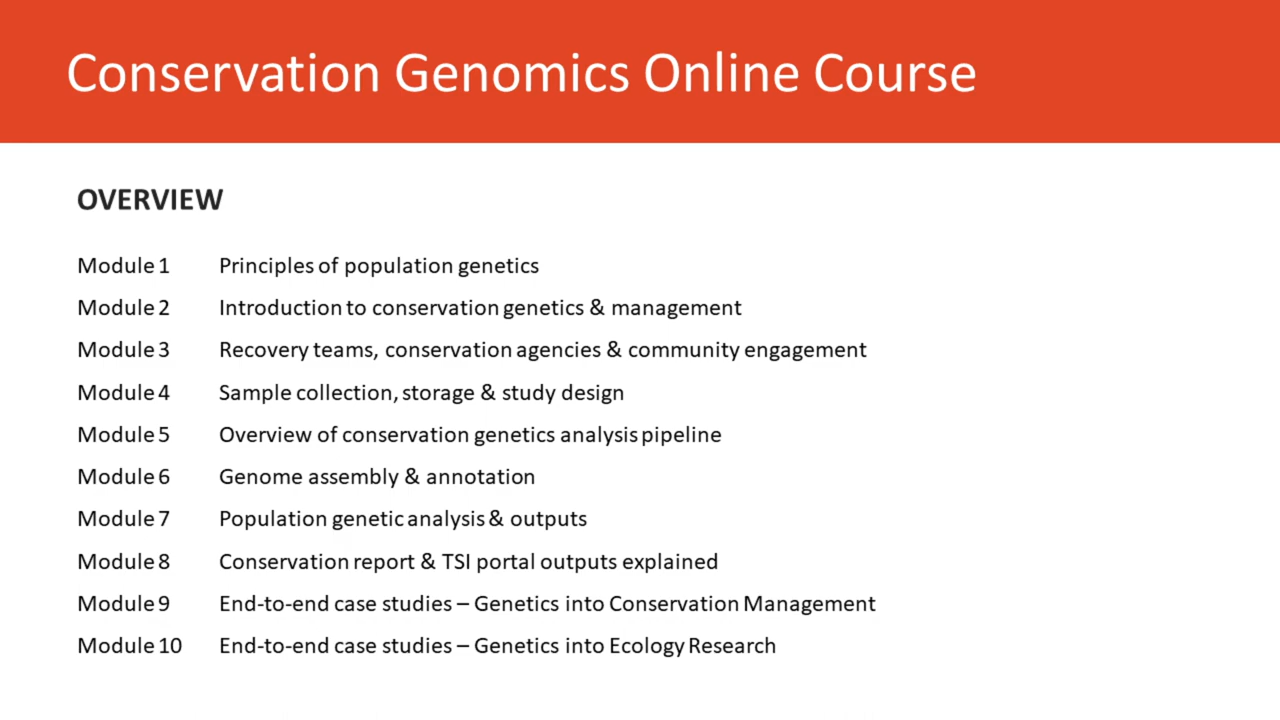 Conservation Genomics Online Course
OVERVIEW
Module 1 Principles of population genetics
Module 2 Introduction to conservation genetics & management
Module 3 Recovery teams, conservation agencies & community engagement
Module 4 Sample collection, storage & study design
Module 5 Overview of conservation genetics analysis pipeline
Module 6 Genome assembly & annotation
Module 7 Population genetic analysis & outputs
Module 8 Conservation report & TSI portal outputs explained
Module 9 End-to-end case studies – Genetics into Conservation Management
Module 10 End-to-end case studies – Genetics into Ecology Research